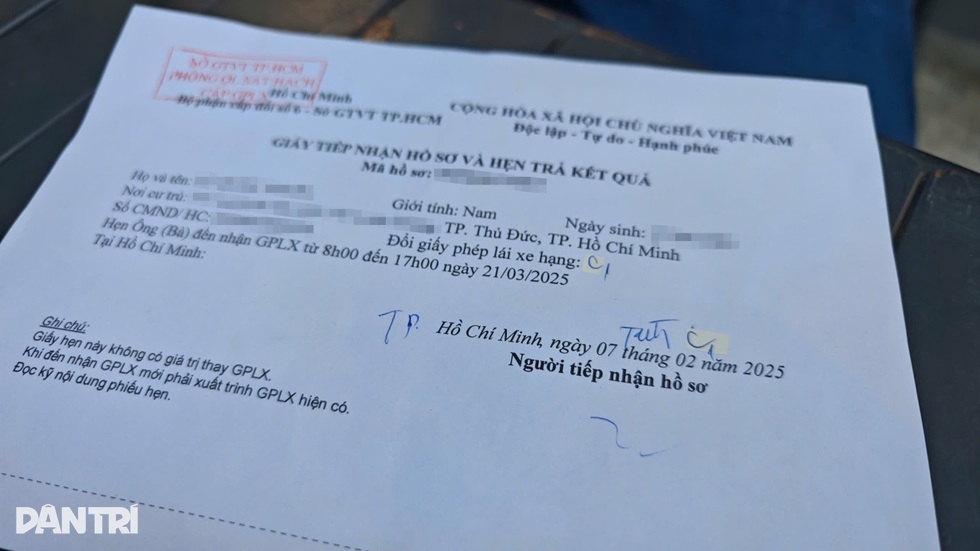 SỞ GTVT TP.HCM
PHÒNG QL SÁT HẠCH
CẤP GPLX
Hồ Chí Minh
Bộ phận cấp đổi số 6 - Sở GTVT TP.HCM
CỘNG HÒA XÃ HỘI CHỦ NGHĨA VIỆT NAM
Độc lập - Tự do - Hạnh phúc
GIẤY TIẾP NHẬN HỒ SƠ VÀ HẸN TRẢ KẾT QUẢ
Mã hồ sơ:
Họ và tên: Giới tính: Nam Ngày sinh:
Nơi cư trú: TP. Thủ Đức, TP. Hồ Chí Minh
Số CMND/ HC: Đổi giấy phép lái xe hạng: C1
Hẹn Ông (Bà) đến nhận GPLX từ 8h00 đến 17h00 ngày 21/03/2025
Tại Hồ Chí Minh:
TP. C1
Hồ Chí Minh, ngày 07 tháng 02 năm 2025
Người tiếp nhận hồ sơ
Ghi chú:
Giấy hẹn này không có giá trị thay GPLX.
Khi đến nhận GPLX mới phải xuất trình GPLX hiện có.
Đọc kỹ nội dung phiếu hẹn.
DÂN TRÍ